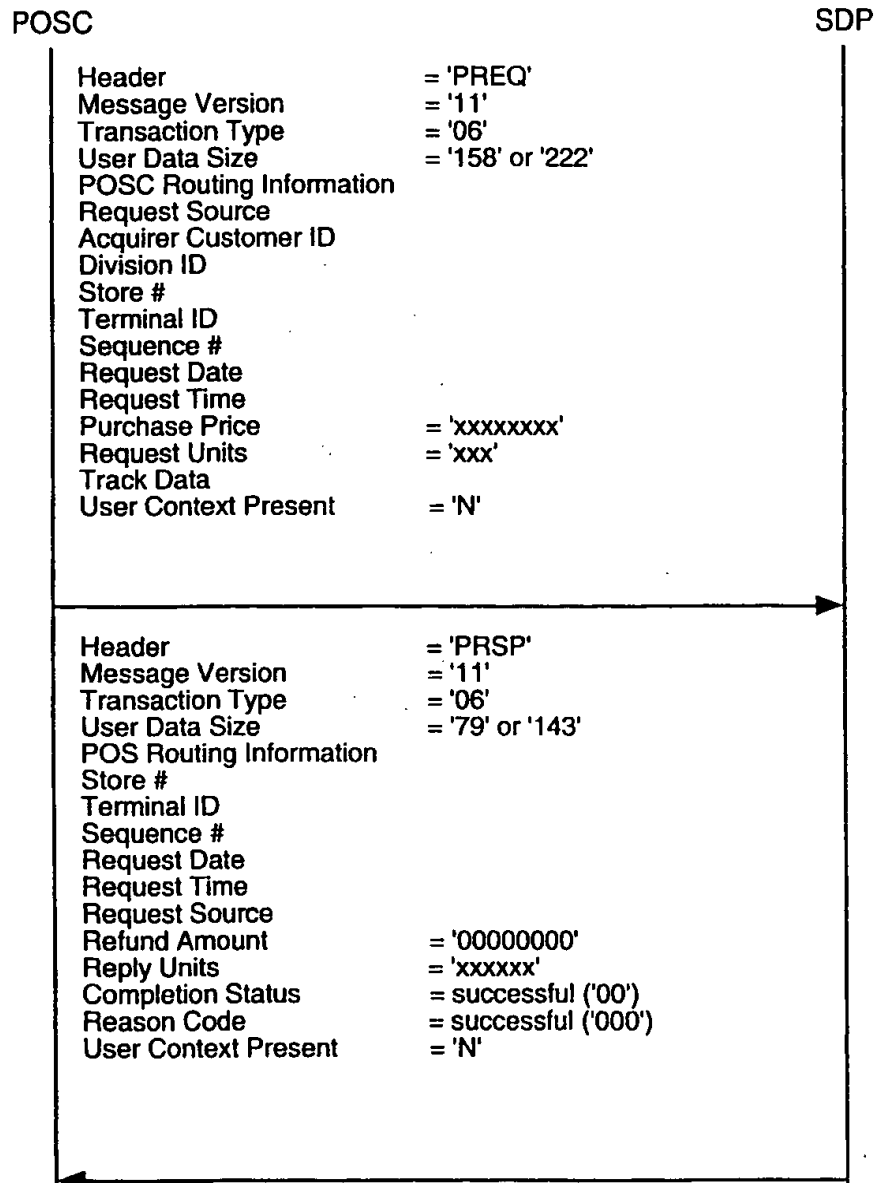 POSC SDP
Header = 'PREQ'
Message Version = '11'
Transaction Type = '06'
User Data Size = '158' or '222'
POSC Routing Information
Request Source
Acquirer Customer ID
Division ID
Store #
Terminal ID
Sequence #
Request Date
Request Time
Purchase Price = 'xxxxxxxx'
Request Units = 'xxx'
Track Data
User Context Present = 'N'
Header = 'PRSP'
Message Version = '11'
Transaction Type = '06'
User Data Size = '79' or '143'
POS Routing Information
Store #
Terminal ID
Sequence #
Request Date
Request Time
Request Source
Refund Amount = '00000000'
Reply Units = 'xxxxxx'
Completion Status = successful ('00')
Reason Code = successful ('000')
User Context Present = 'N'